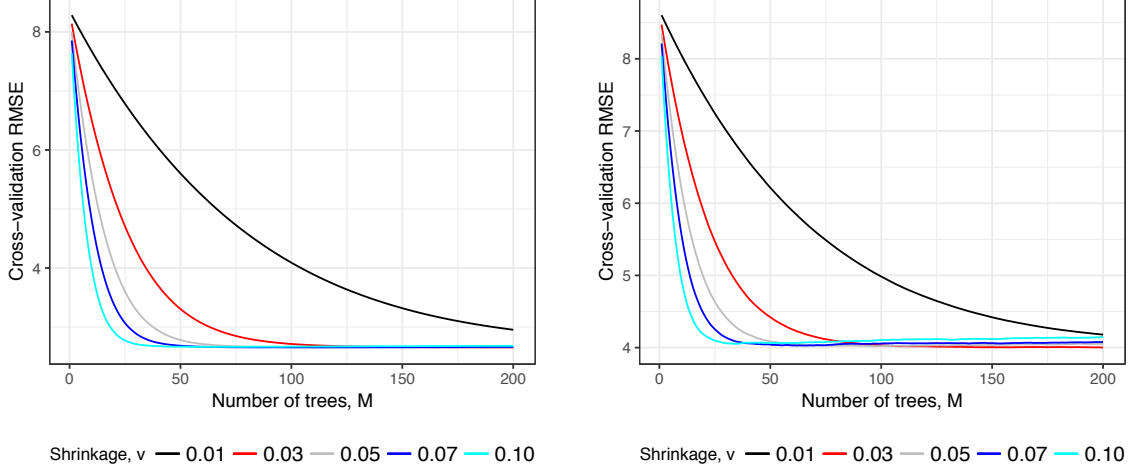 Cross−validation RMSE
8
6
4
0 50 100 150 200
Number of trees, M
Shrinkage, v 0.01 0.03 0.05 0.07 0.10
Cross−validation RMSE
8
7
6
5
4
0 50 100 150 200
Number of trees, M
Shrinkage, v 0.01 0.03 0.05 0.07 0.10